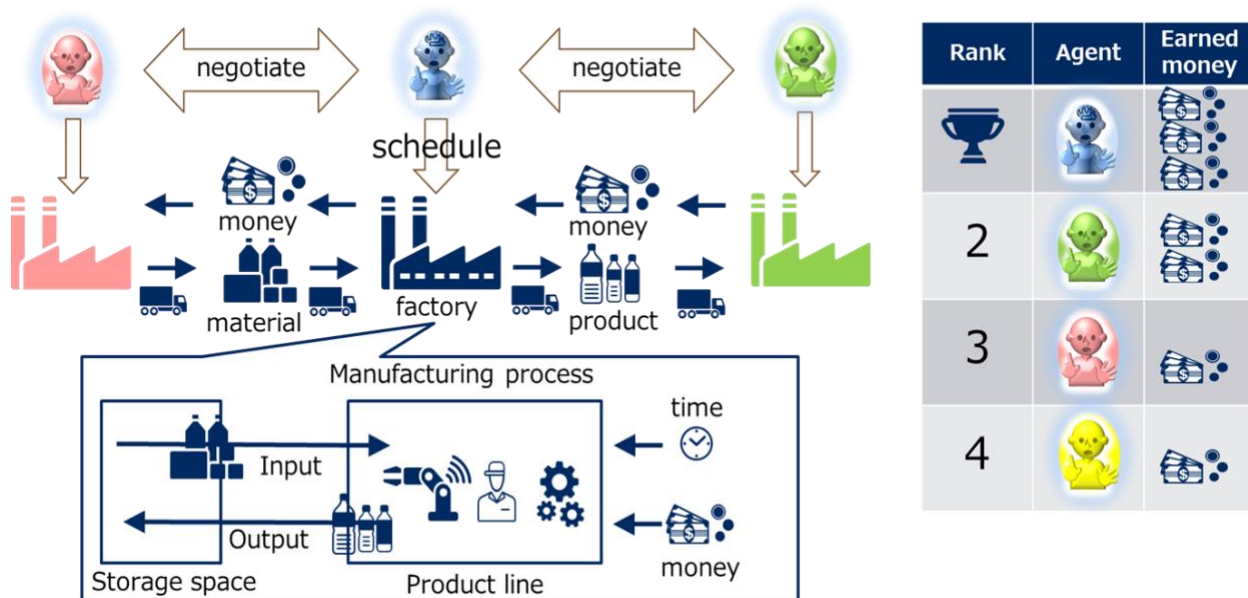 negotiate
negotiate
schedule
money
money
material
factory
product
Manufacturing process
time
Input
Output
money
Storage space
Product line
Rank Agent Earned money
2
3
4